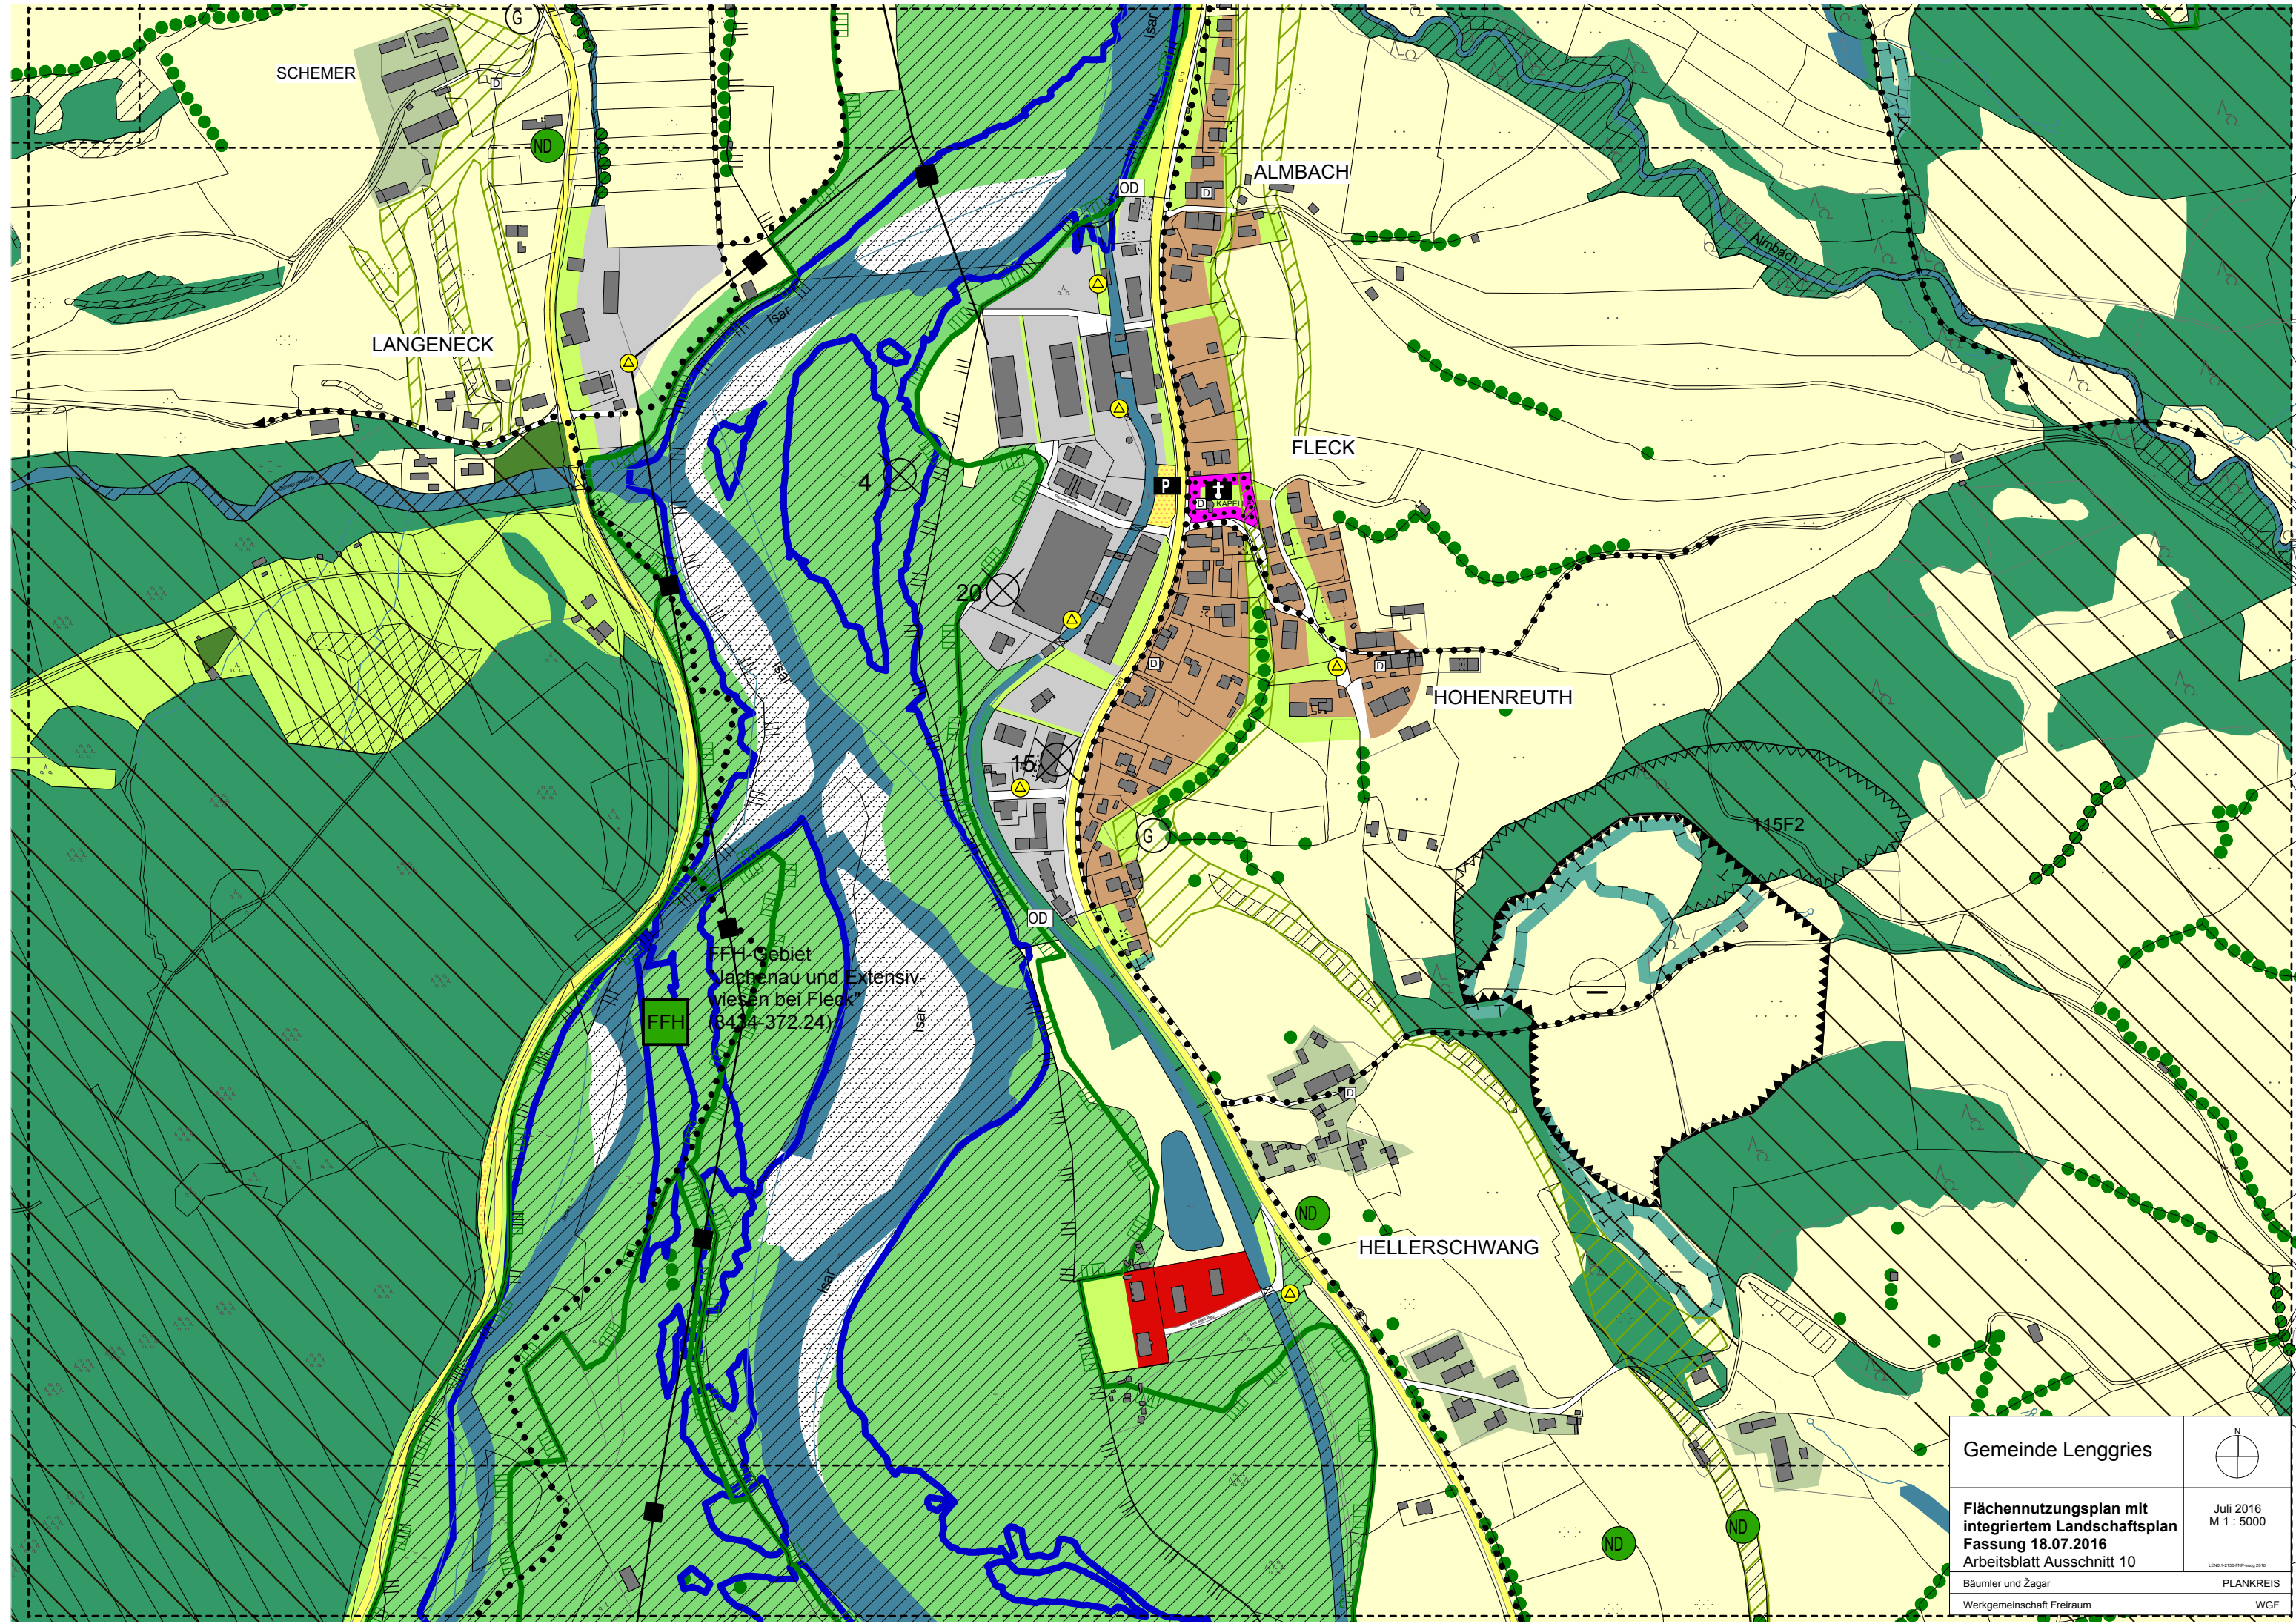 G
Isar
SCHEMER
D
B 13
ND
ALMBACH
OD
D
Almbach
Isar
LANGENECK
FLECK
4
P
D
KAPELLE
20
Isar
D
D
HOHENREUTH
15
G
115F2
OD
FFH-Gebiet
"Jachenau und Extensiv-
wiesen bei Fleck"
(8434-372.24)
FFH
Isar
D
ND
HELLERSCHWANG
Isar
ND
ND
Gemeinde Lenggries
N
Flächennutzungsplan mit
integriertem Landschaftsplan
Fassung 18.07.2016
Arbeitsblatt Ausschnitt 10
Juli 2016
M 1 : 5000
Bäumler und Žagar
PLANKREIS
Werkgemeinschaft Freiraum
WGF